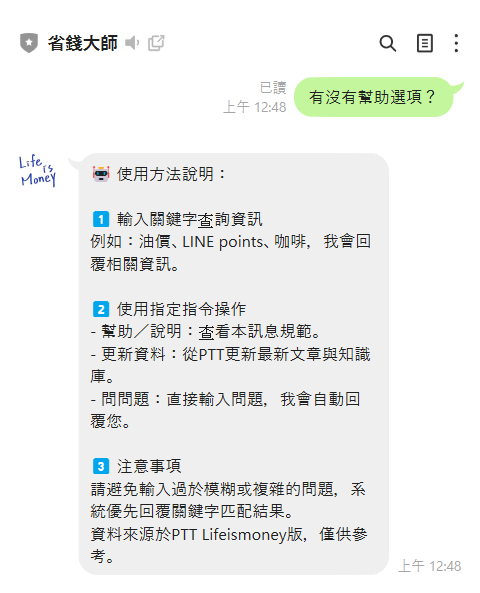 省錢大師
已讀
上午 12:48
有沒有幫助選項？
Life
is
Money
使用方法說明：
1 輸入關鍵字查詢資訊
例如：油價、LINE points、咖啡，我會回
覆相關資訊。
2 使用指定指令操作
- 幫助／說明：查看本訊息規範。
- 更新資料：從PTT更新最新文章與知識
庫。
- 問問題：直接輸入問題，我會自動回
覆您。
3 注意事項
請避免輸入過於模糊或複雜的問題，系
統優先回覆關鍵字匹配結果。
資料來源於PTT Lifeismoney版，僅供參
考。
上午 12:48